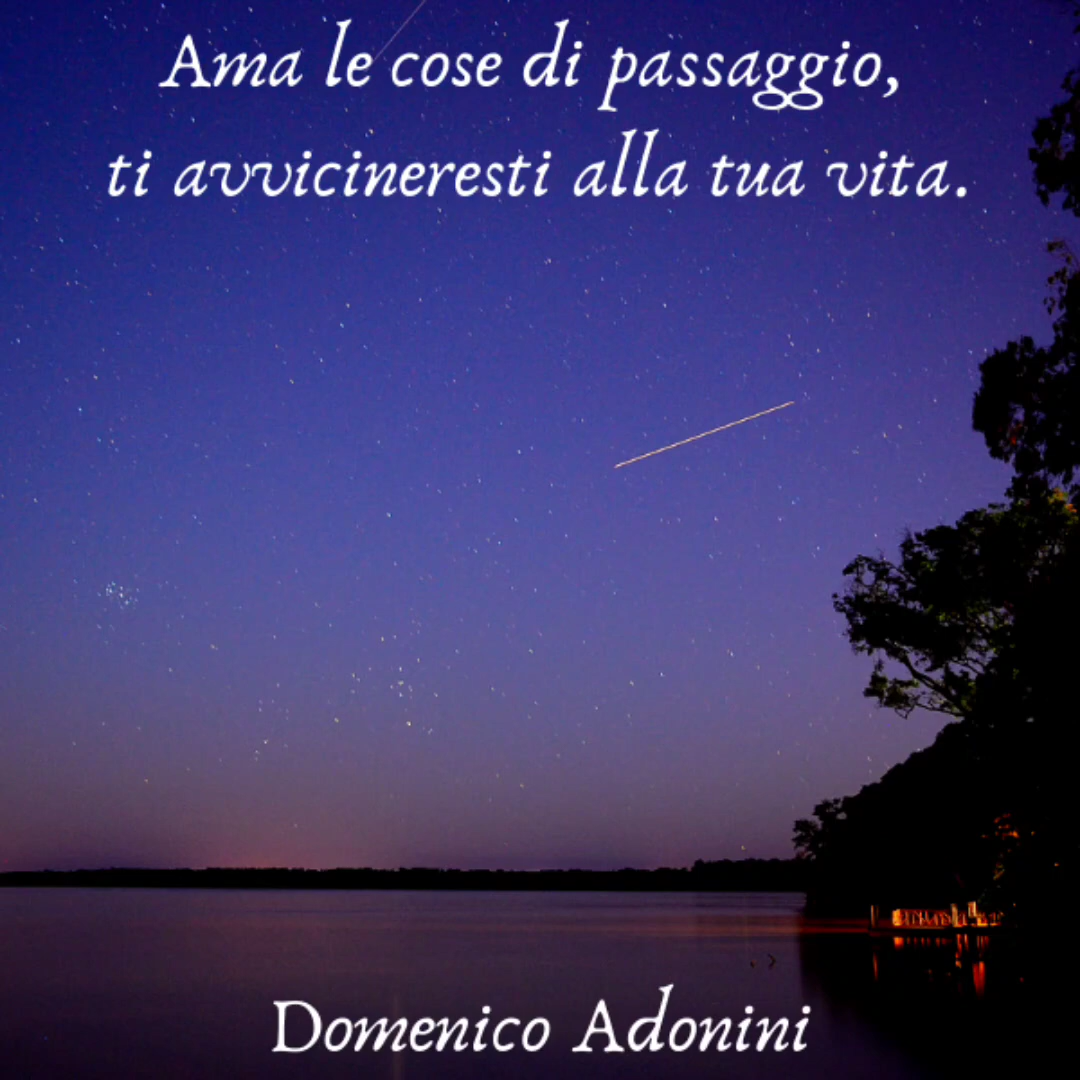 Ama le cose di passaggio,
ti avvicineresti alla tua vita.
Domenico Adonini